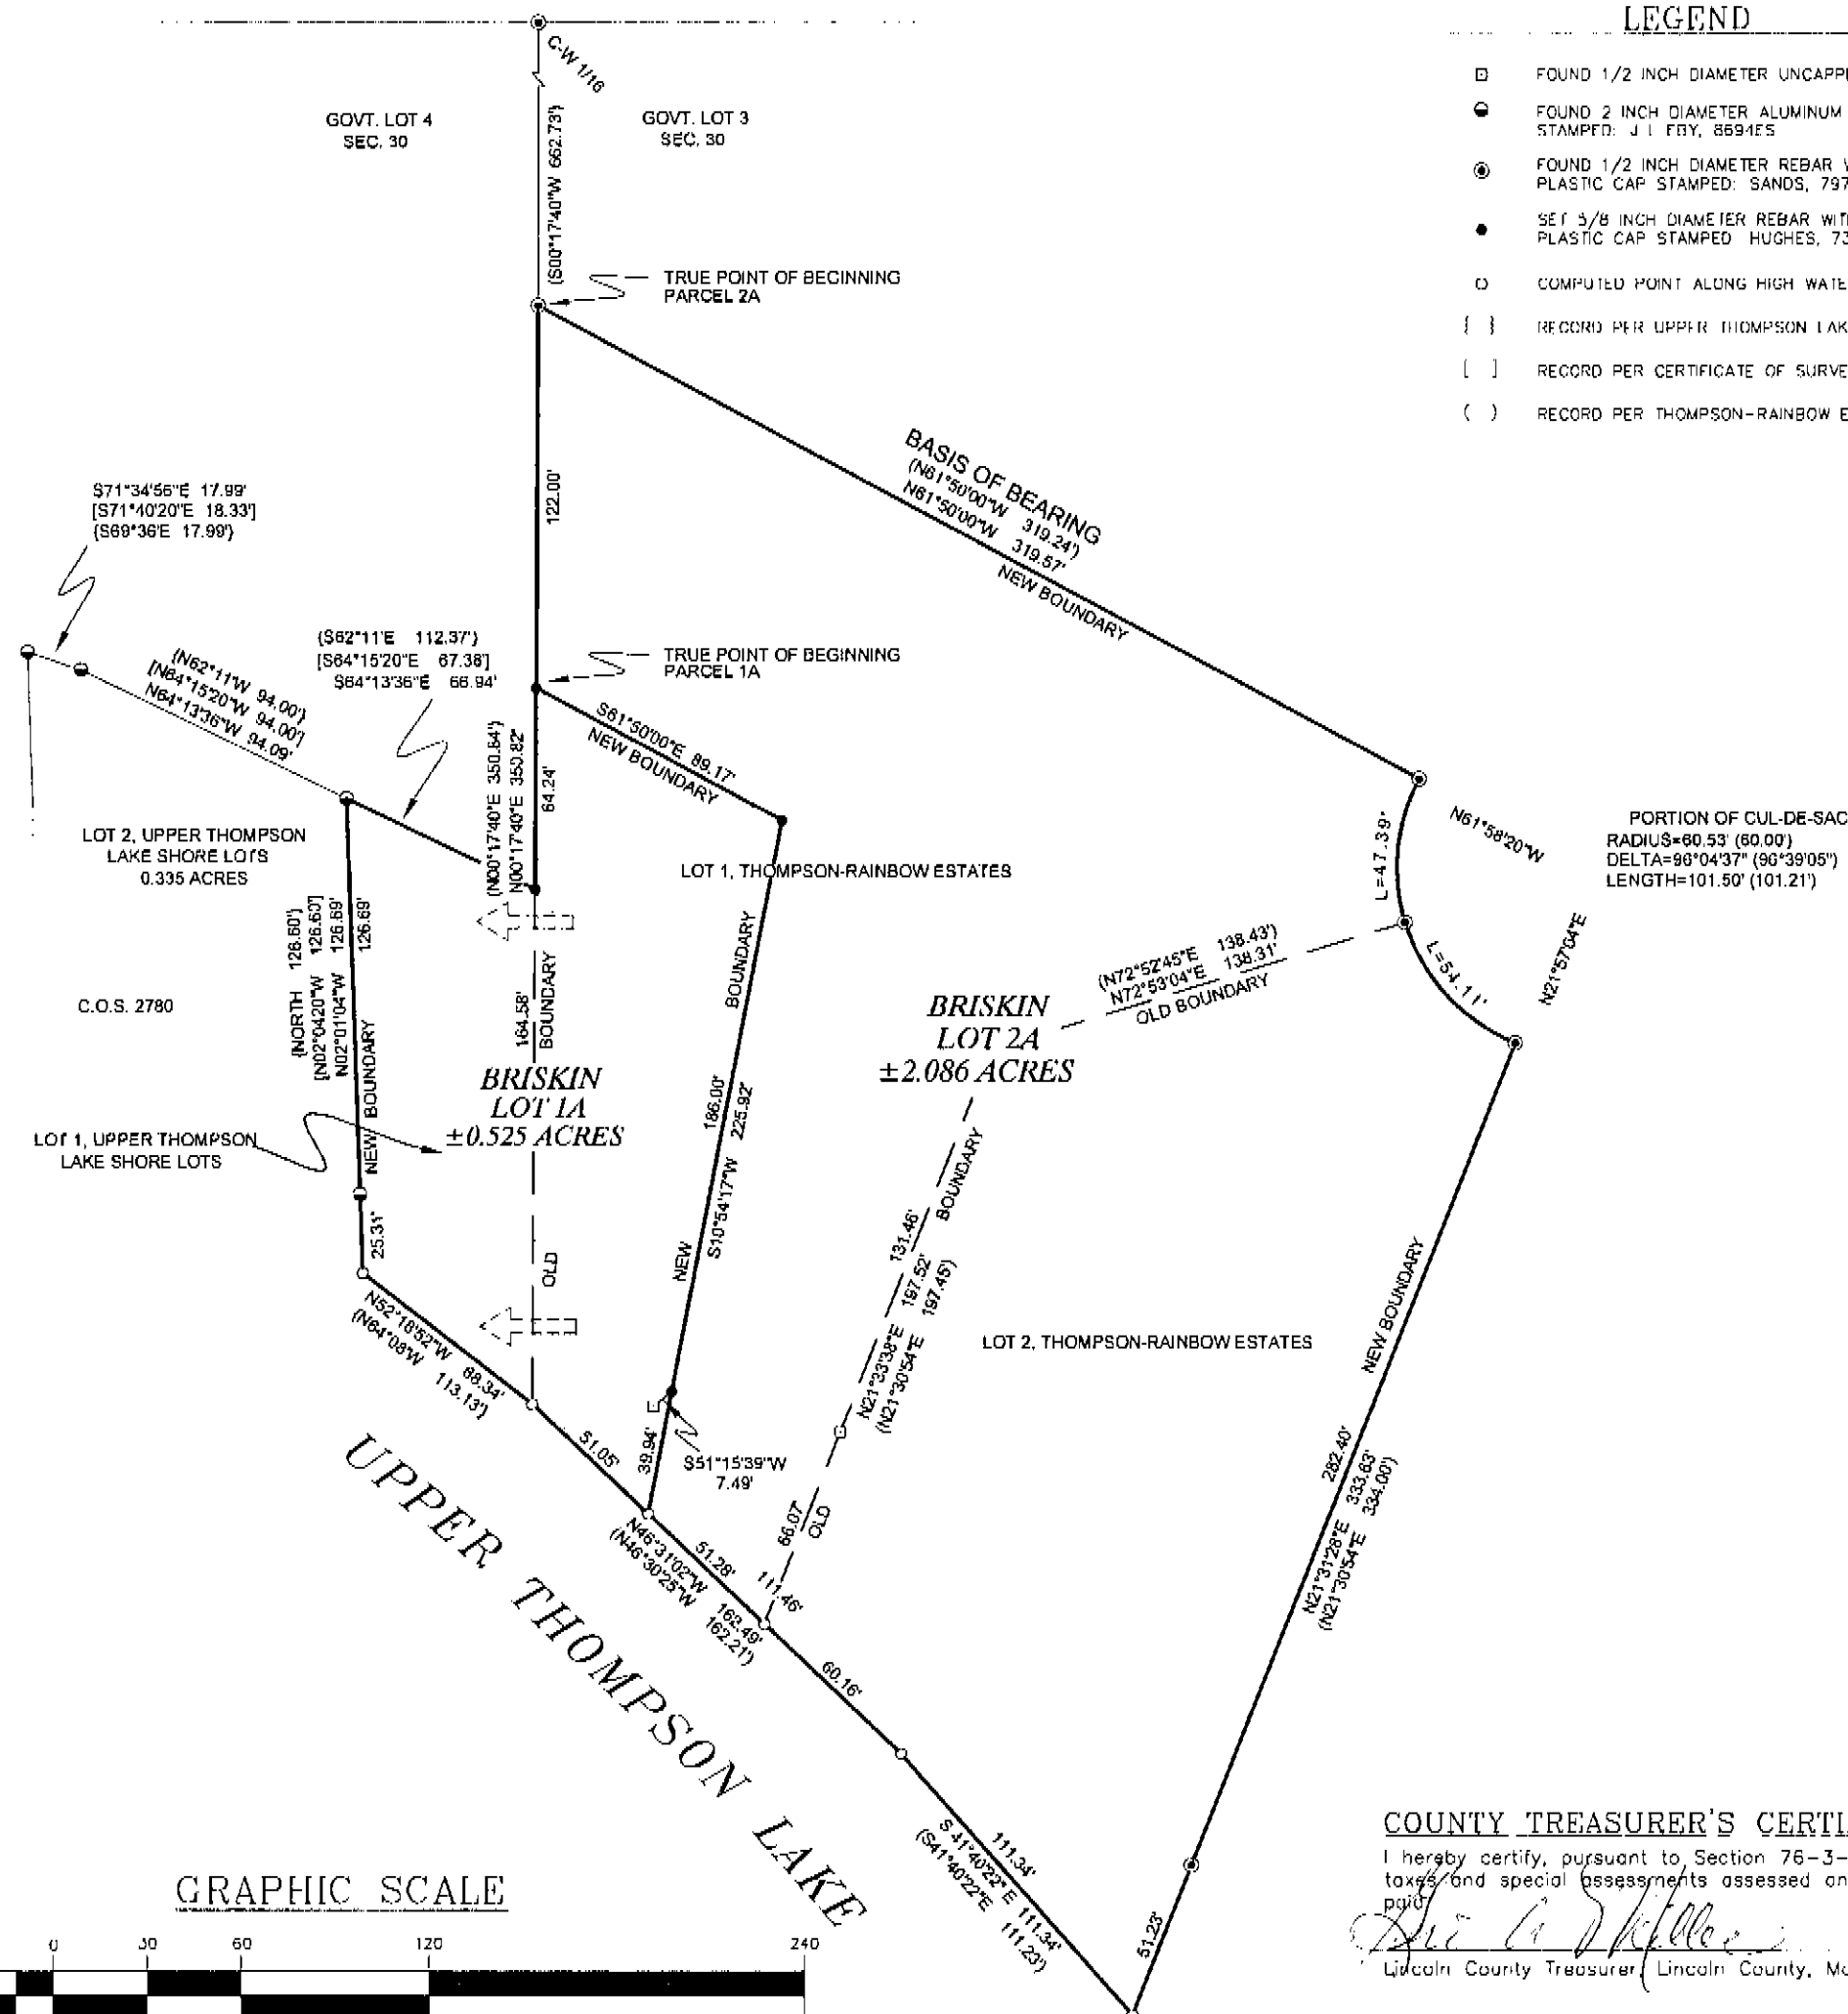 LEGEND
FOUND 1/2 INCH DIAMETER
FOUND 2 INCH DIAMETER ALUMINUM
STAMPED:
FOUND 1/2 INCH DIAMETER REBAR
PLASTIC CAP STAMPED: SANDS,
SET 5/8 INCH DIAMETER REBAR
PLASTIC CAP STAMPED HUGHES,
COMPUTED POINT ALONG HIGH
{ } RECORD PER UPPER THOMPSON
[ ] RECORD PER CERTIFICATE OF
( ) RECORD PER THOMPSON-RAINBOW
C-W 1/16
GOVT. LOT 4
SEC. 30
GOVT. LOT 3
SEC. 30
(S00°17'40"W 662.73')
TRUE POINT OF BEGINNING
PARCEL 2A
122.00'
BASIS OF BEARING
(N61°50'00"W 319.24')
N61°50'00"W 319.57'
NEW BOUNDARY
S71°34'56"E 17.99'
[S71°40'20"E 18.33']
{S69°36'E 17.99'}
{N62°11'W 94.00'}
[N64°15'20"W 94.00']
N64°13'36"W 94.09'
{S62°11'E 112.37'}
[S64°15'20"E 67.38']
S64°13'36"E 66.94'
TRUE POINT OF BEGINNING
PARCEL 1A
S61°50'00"E 89.17'
NEW BOUNDARY
(N00°17'40"E 350.84')
N00°17'40"E 350.82'
64.24'
LOT 2, UPPER THOMPSON
LAKE SHORE LOTS
0.335 ACRES
LOT 1, THOMPSON-RAINBOW ESTATES
L=47.39'
N61°58'20"W
PORTION OF CUL-DE-SAC
RADIUS=60.53' (60.00')
DELTA=96°04'37" (96°39'05")
LENGTH=101.50' (101.21')
L=54.11'
N21°57'04"E
(N72°52'45"E 138.43')
N72°53'04"E 138.31'
OLD BOUNDARY
C.O.S. 2780
{NORTH 126.60'}
[N02°04'20"W 126.60']
N02°01'04"W 126.69'
126.69'
NEW BOUNDARY
164.58'
OLD BOUNDARY
BRISKIN
LOT 1A
±0.525 ACRES
BRISKIN
LOT 2A
±2.086 ACRES
LOT 1, UPPER THOMPSON
LAKE SHORE LOTS
25.31'
186.00'
S10°54'17"W 225.92'
NEW BOUNDARY
131.46'
OLD BOUNDARY
N21°33'38"E 197.52'
(N21°30'54"E 197.45')
LOT 2, THOMPSON-RAINBOW ESTATES
NEW BOUNDARY
282.40'
N21°31'28"E 333.63'
(N21°30'54"E 334.00')
N52°18'52"W 68.34'
{N64°08'W 113.13'}
51.05'
39.94'
S51°15'39"W
7.49'
66.07'
51.28'
111.46'
N46°31'02"W 162.49'
(N46°30'25"W 162.21')
60.16'
111.34'
S 41°40'22" E 111.34'
(S41°40'22"E 111.23')
51.23'
UPPER THOMPSON LAKE
GRAPHIC SCALE
0 30 60 120 240
COUNTY TREASURER'S
I hereby certify, pursuant to Section 76-3-
taxes and special assessments assessed
paid
Lincoln County Treasurer, Lincoln County,